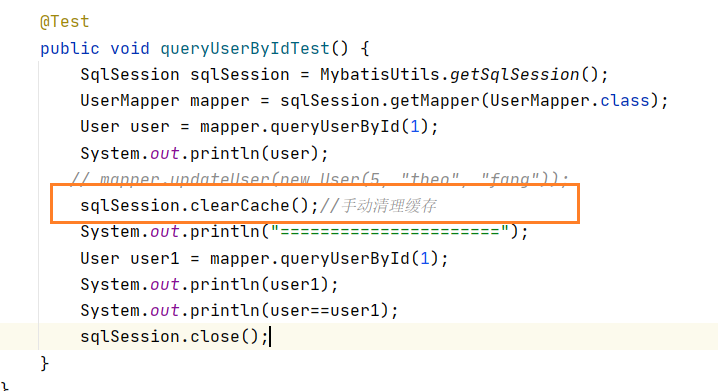 @Test
public void queryUserByIdTest() {
SqlSession sqlSession = MybatisUtils.getSqlSession();
UserMapper mapper = sqlSession.getMapper(UserMapper.class);
User user = mapper.queryUserById(1);
System.out.println(user);
// mapper.updateUser(new User(5, "theo", "fang"));
sqlSession.clearCache();//手动清理缓存
System.out.println("======================");
User user1 = mapper.queryUserById(1);
System.out.println(user1);
System.out.println(user==user1);
sqlSession.close();
}
}